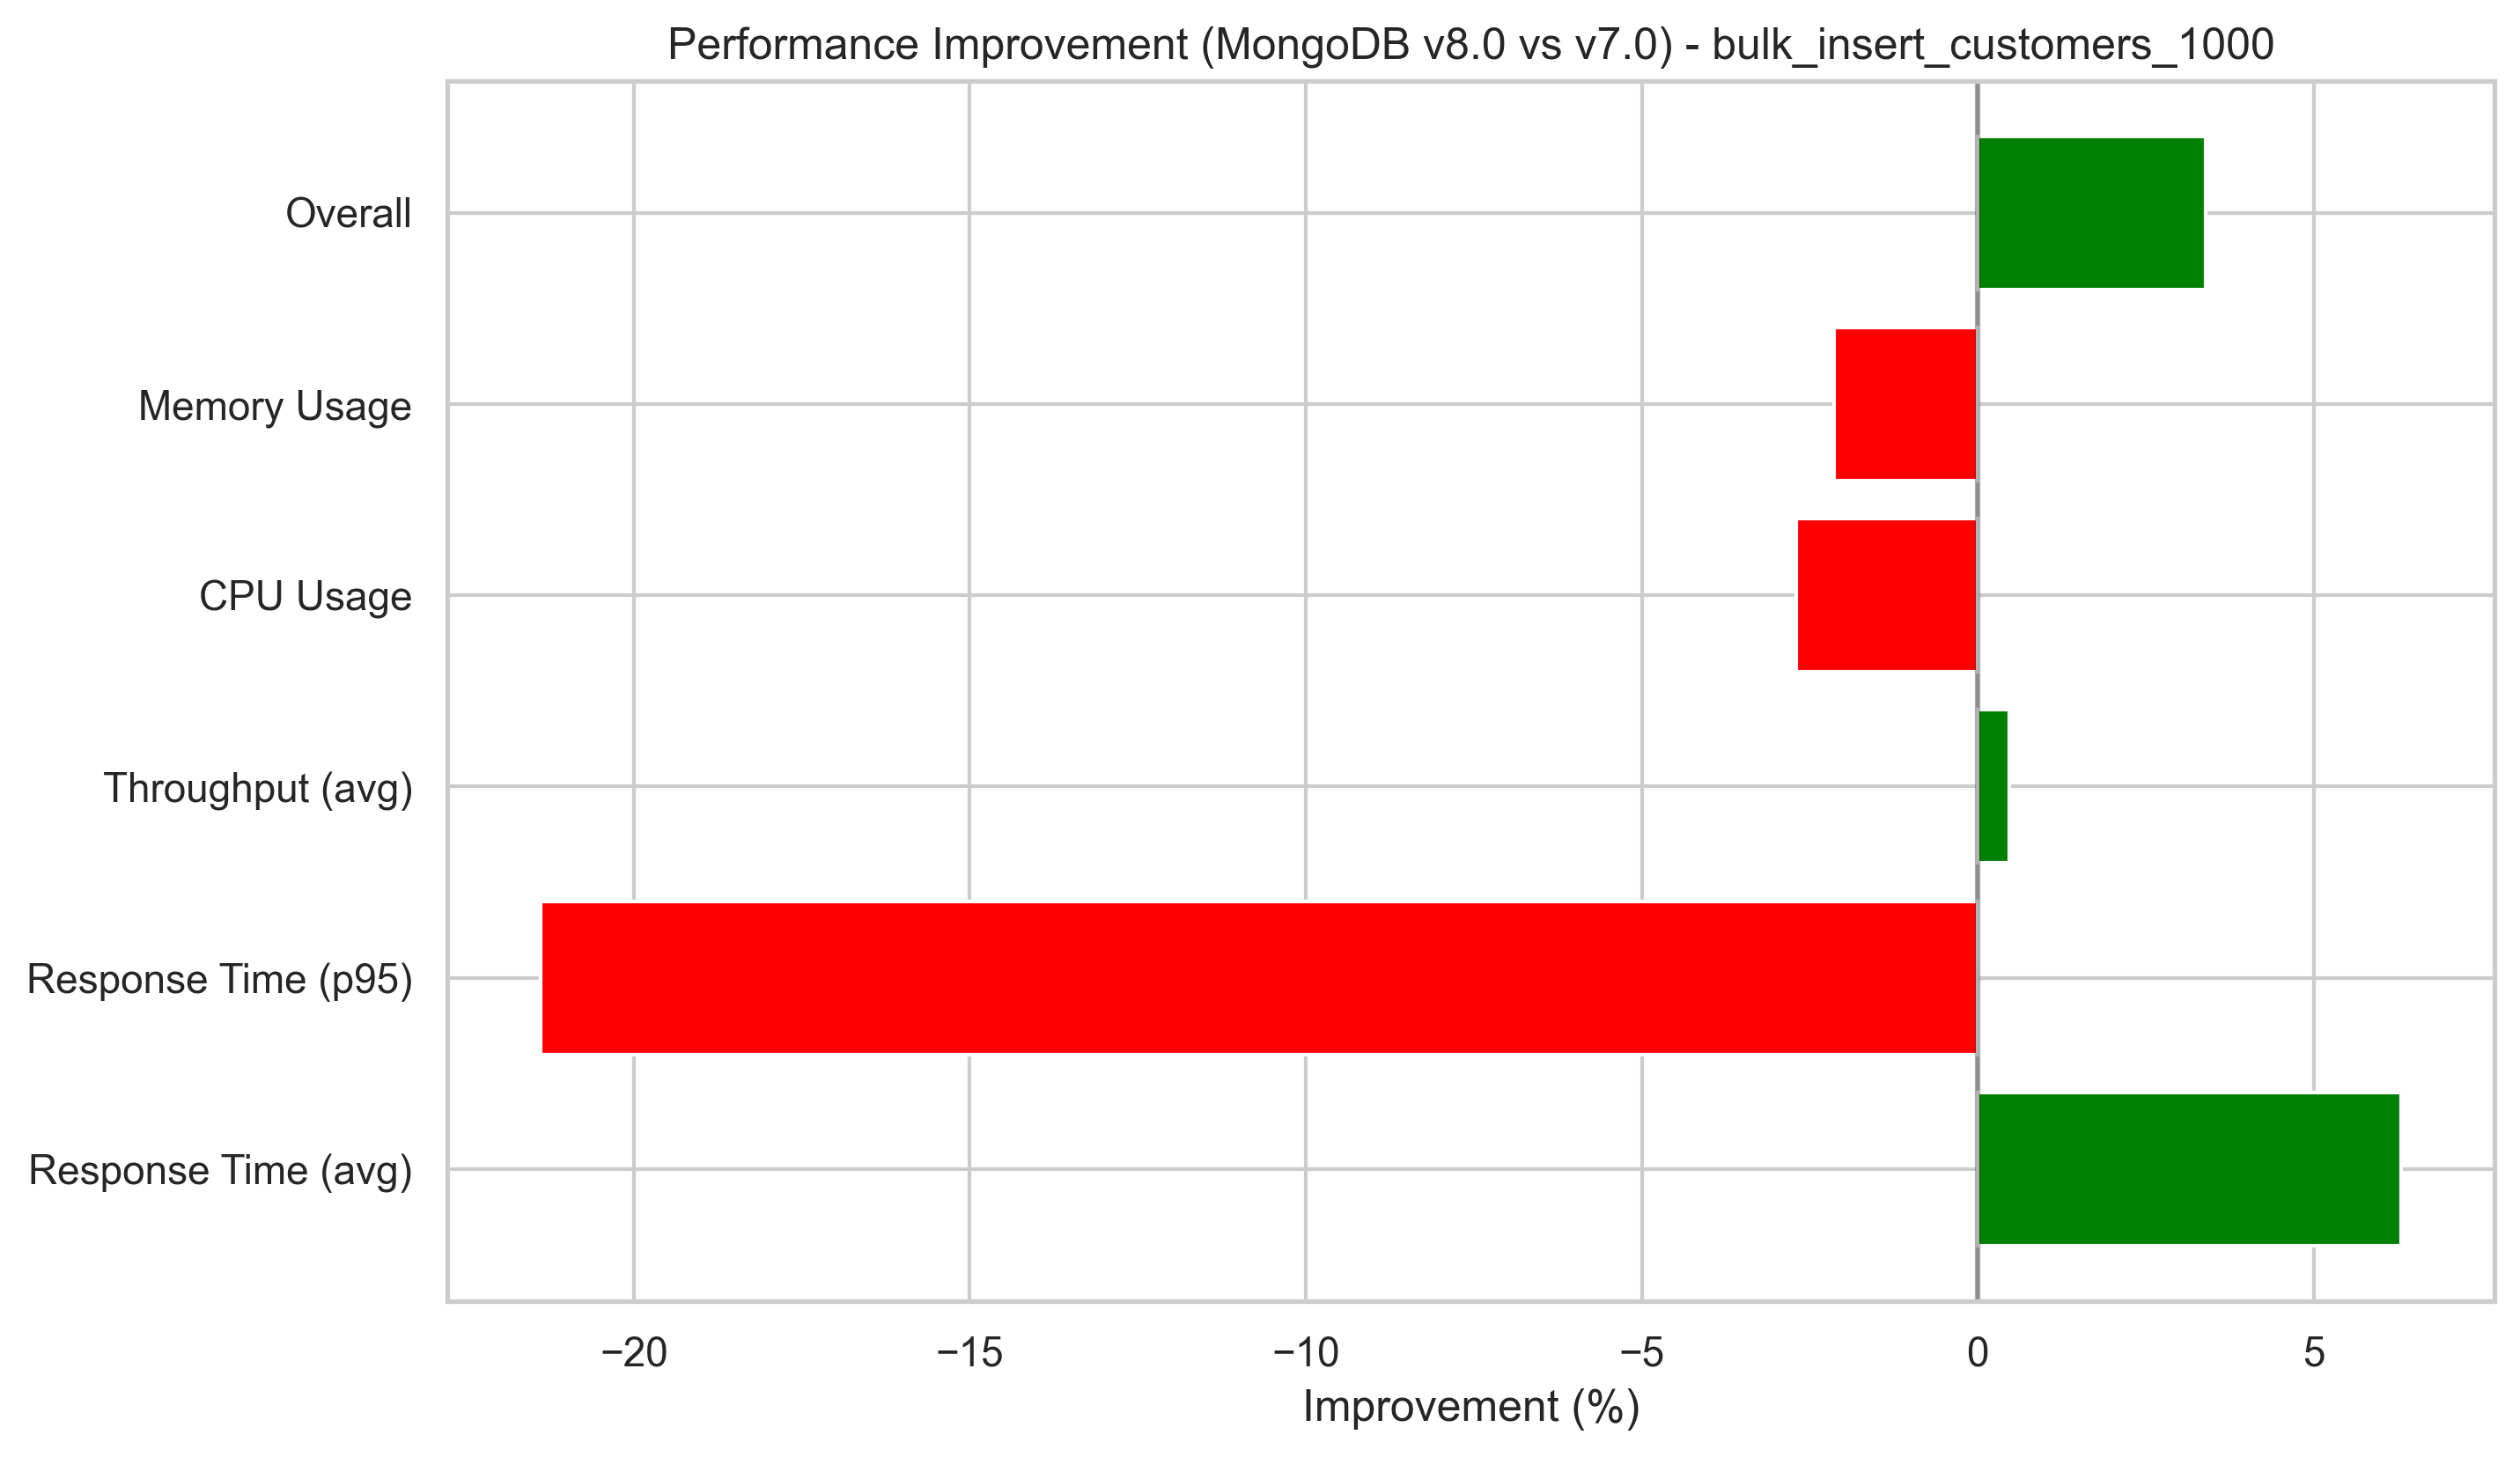 Performance Improvement (MongoDB v8.0 vs v7.0) - bulk_insert_customers_1000
Overall
Memory Usage
CPU Usage
Throughput (avg)
Response Time (p95)
Response Time (avg)
−20 −15 −10 −5 0 5
Improvement (%)